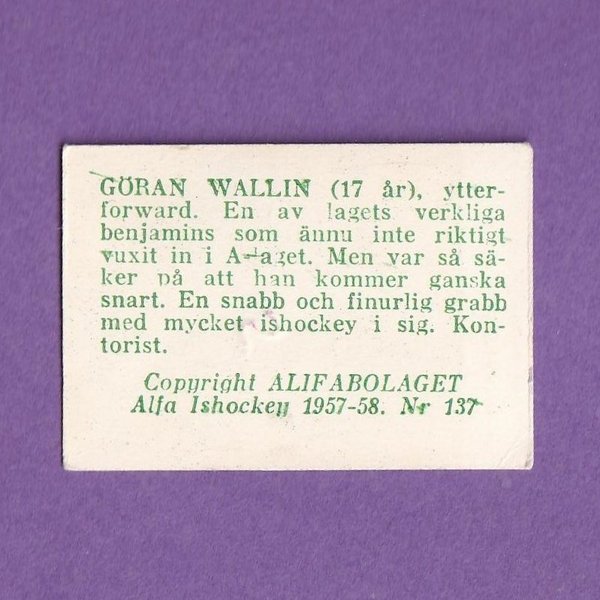 GÖRAN WALLIN (17 år), ytter-
forward. En av lagets verkliga
benjamins som ännu inte riktigt
vuxit in i A-laget. Men var så sä-
ker på att han kommer ganska
snart. En snabb och finurlig grabb
med mycket ishockey i sig. Kon-
torist.
Copyright ALIFABOLAGET
Alfa Ishockey 1957-58. Nr 137